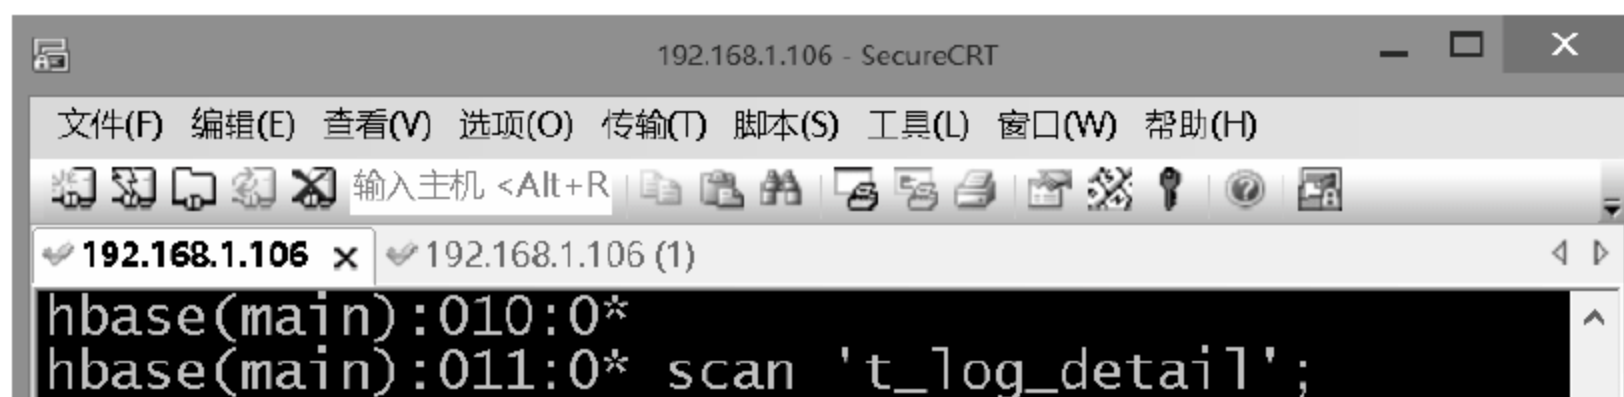 192.168.1.106 - SecureCRT
文件(F) 编辑(E) 查看(V) 选项(O) 传输(T) 脚本(S) 工具(L) 窗口(W) 帮助(H)
输入主机 <Alt+R
192.168.1.106 192.168.1.106 (1)
hbase(main):010:0*
hbase(main):011:0* scan 't_log_detail';